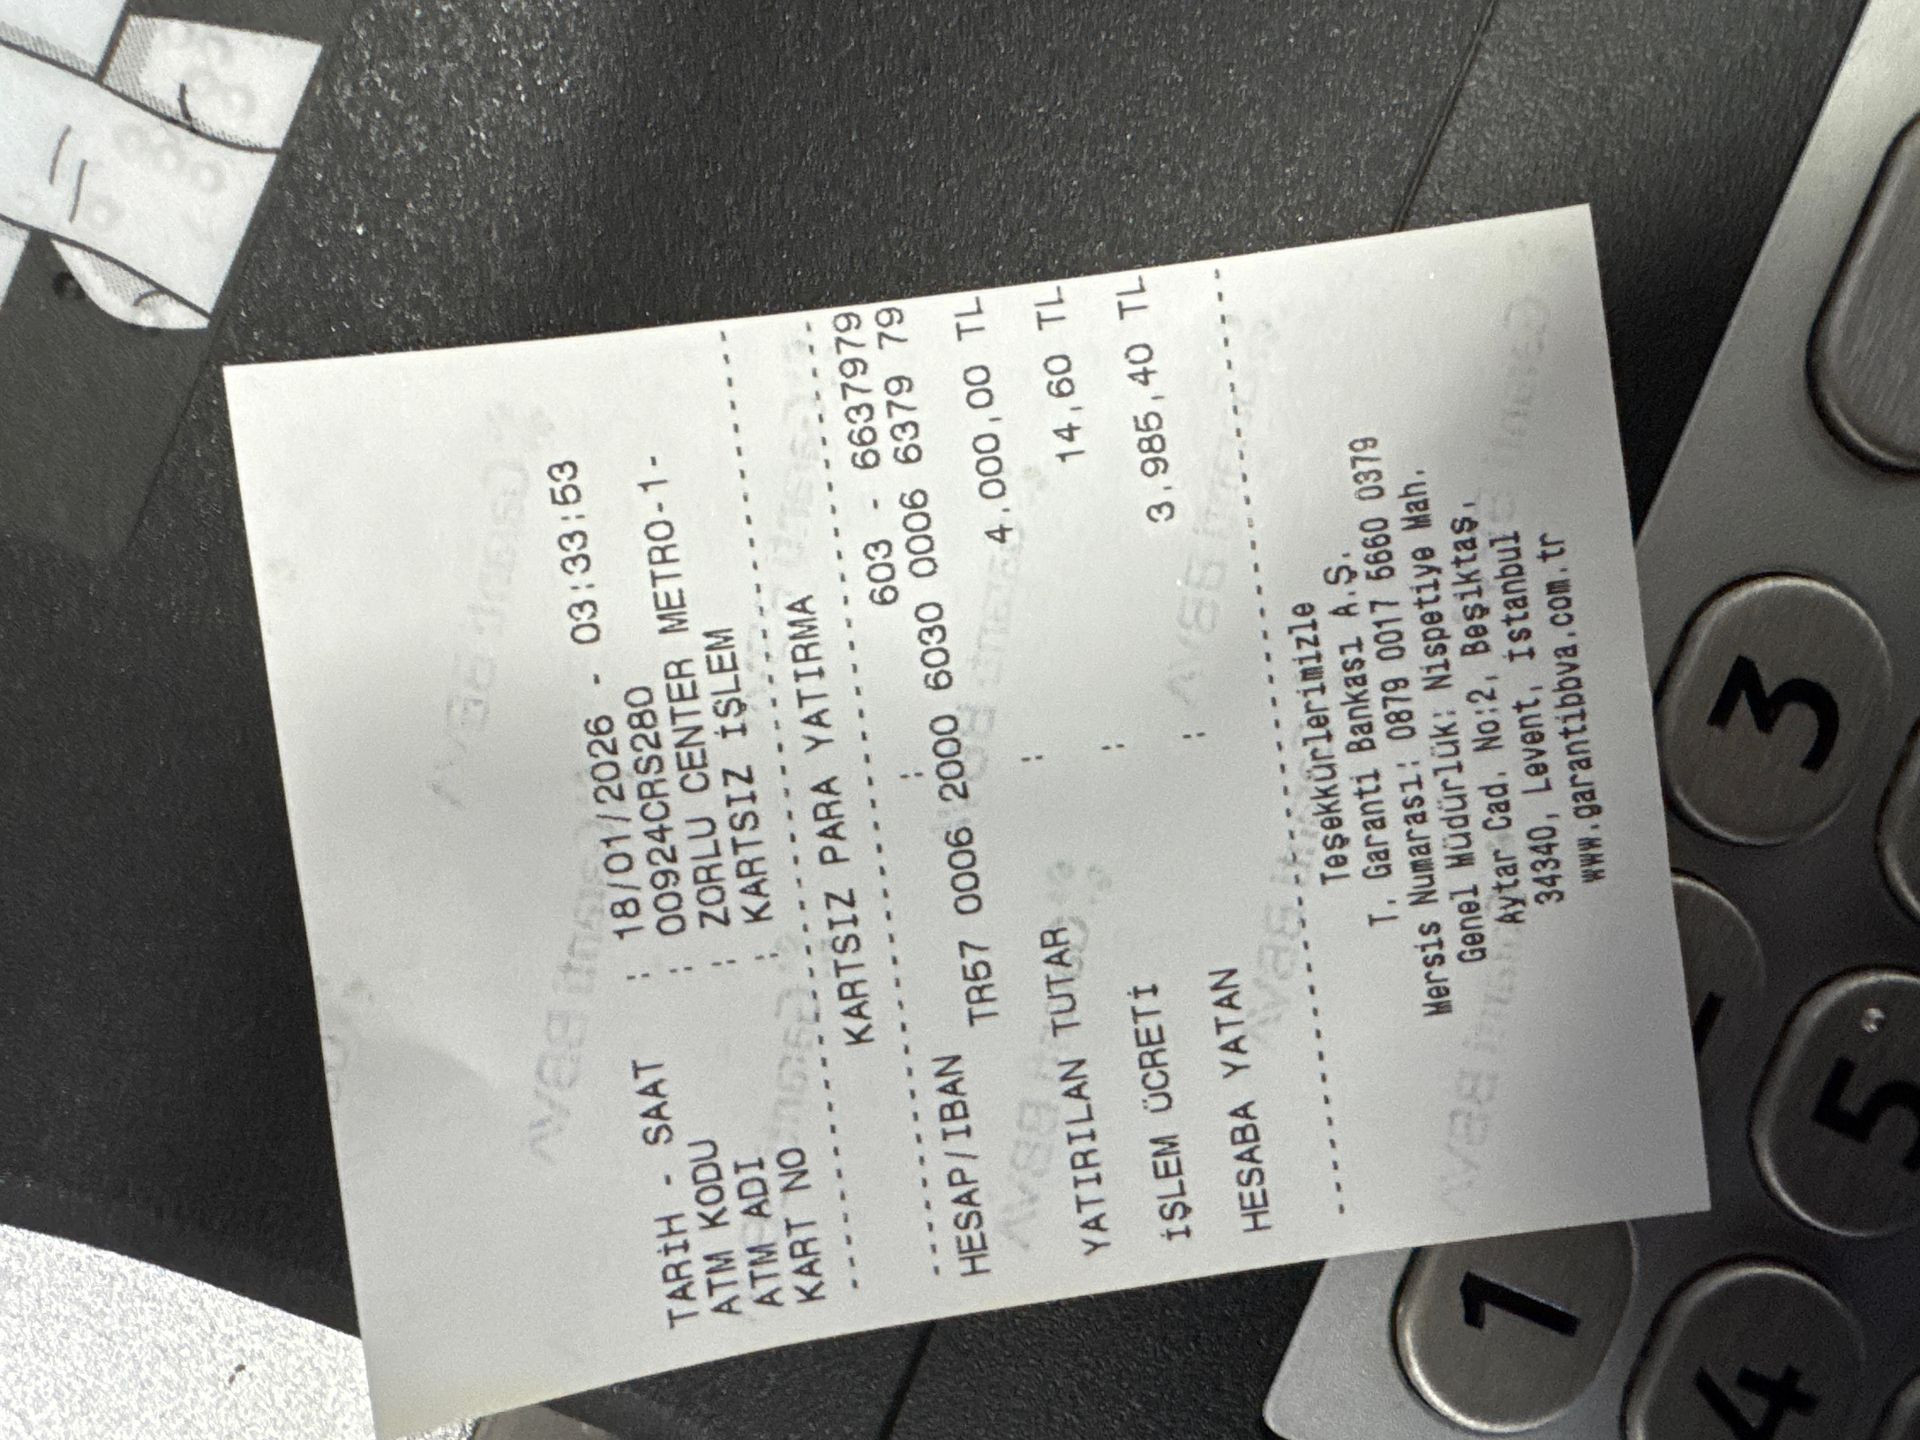 TARİH - SAAT : 18/01/2026 - 03:33:53
ATM KODU : 00924CRS280
ATM ADI : ZORLU CENTER METRO-1-
KART NO : KARTSIZ İŞLEM
KARTSIZ PARA YATIRMA
HESAP/IBAN : 603 - 6637979
TR57 0006 2000 6030 0006 6379 79
YATIRILAN TUTAR : 4.000,00 TL
İŞLEM ÜCRETİ : 14,60 TL
HESABA YATAN : 3.985,40 TL
Teşekkürlerimizle
T. Garanti Bankası A.Ş.
Mersis Numarası: 0879 0017 5660 0379
Genel Müdürlük: Nispetiye Mah.
Aytar Cad. No:2, Beşiktaş,
34340, Levent, İstanbul
www.garantibbva.com.tr
1
3
4
5